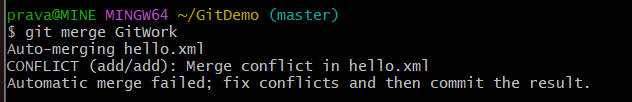 prava@MINE MINGW64 ~/GitDemo (master)
$ git merge GitWork
Auto-merging hello.xml
CONFLICT (add/add): Merge conflict in hello.xml
Automatic merge failed; fix conflicts and then commit the result.